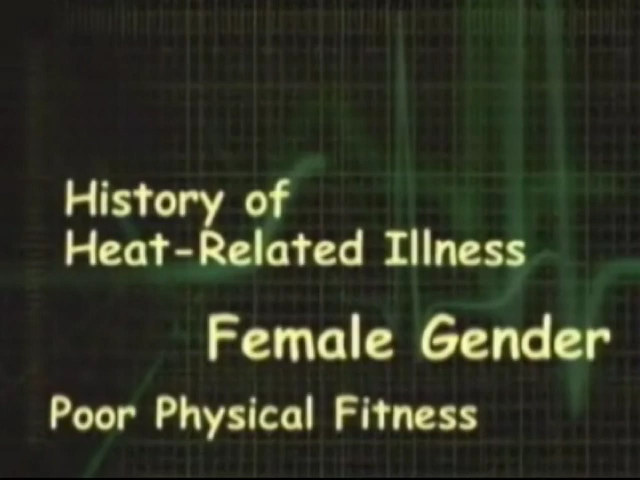 History of
Heat-Related Illness
Female Gender
Poor Physical Fitness